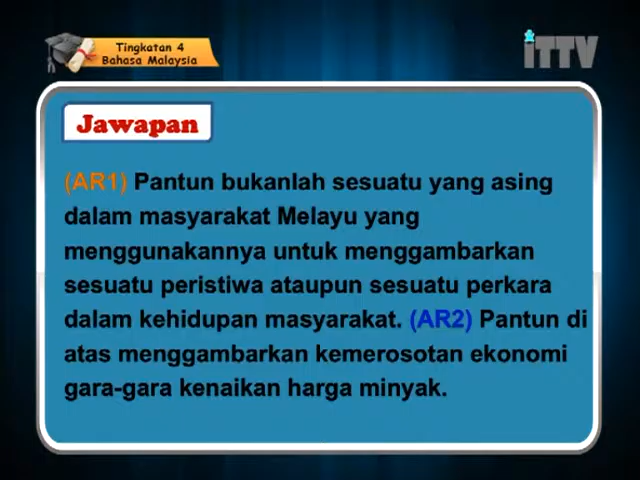 Tingkatan 4
Bahasa Malaysia
iTTV
Jawapan
(AR1) Pantun bukanlah sesuatu yang asing
dalam masyarakat Melayu yang
menggunakannya untuk menggambarkan
sesuatu peristiwa ataupun sesuatu perkara
dalam kehidupan masyarakat. (AR2) Pantun di
atas menggambarkan kemerosotan ekonomi
gara-gara kenaikan harga minyak.